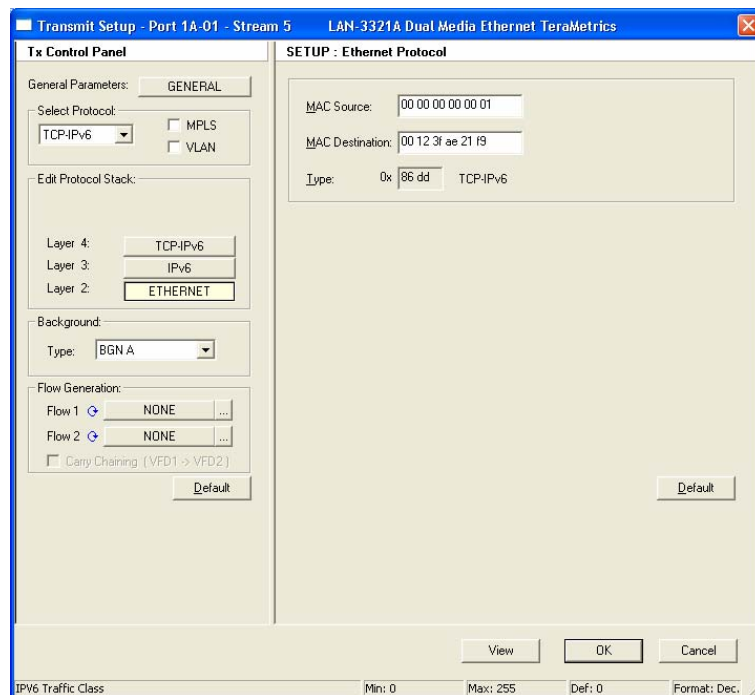 Transmit Setup - Port 1A-01 - Stream 5 LAN-3321A Dual Media Ethernet TeraMetrics
Tx Control Panel
General Parameters: GENERAL
Select Protocol:
TCP-IPv6
MPLS
VLAN
Edit Protocol Stack:
Layer 4: TCP-IPv6
Layer 3: IPv6
Layer 2: ETHERNET
Background:
Type: BGN A
Flow Generation:
Flow 1 NONE ...
Flow 2 NONE ...
Carry Chaining ( VFD1 -> VFD2 )
Default
SETUP : Ethernet Protocol
MAC Source: 00 00 00 00 00 01
MAC Destination: 00 12 3f ae 21 f9
Type: 0x 86 dd TCP-IPv6
Default
View OK Cancel
IPV6 Traffic Class Min: 0 Max: 255 Def: 0 Format: Dec.